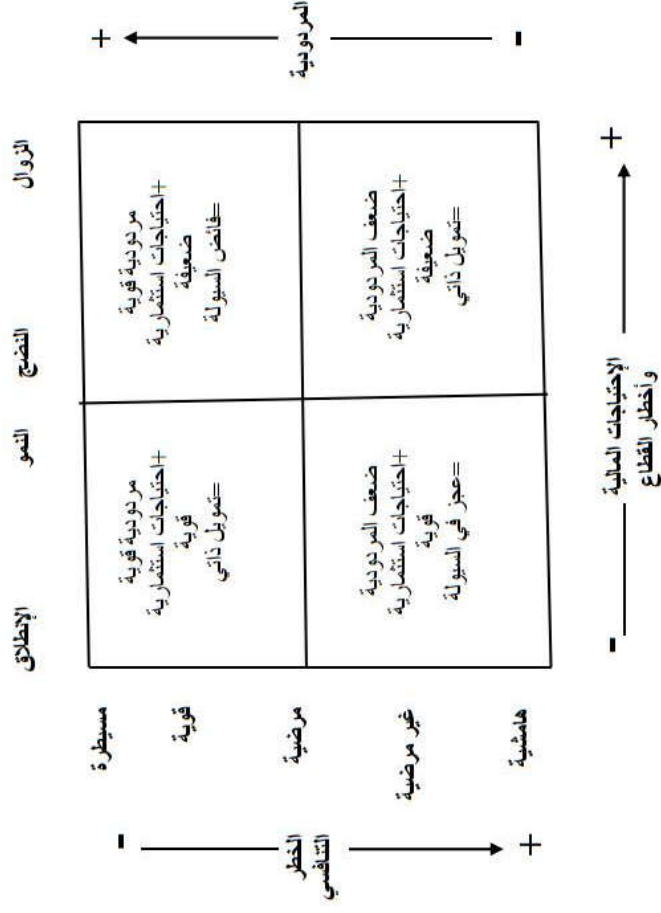 الإنطلاق
النمو
النضج
الزوال
+
المردودية
-
مسيطرة
قوية
مرضية
غير مرضية
هامشية
-
الخطر
التنافسي
+
مردودية قوية
+احتياجات استثمارية
قوية
=تمويل ذاتي
مردودية قوية
+احتياجات استثمارية
ضعيفة
=فائض السيولة
ضعف المردودية
+احتياجات استثمارية
قوية
=عجز في السيولة
ضعف المردودية
+احتياجات استثمارية
ضعيفة
=تمويل ذاتي
-
الإحتياجات المالية
وأخطار القطاع
+